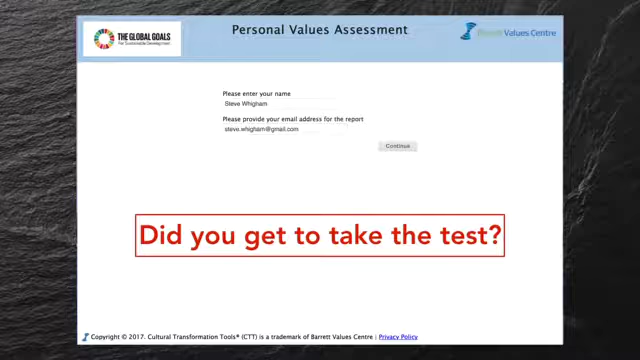 THE GLOBAL GOALS
For Sustainable Development
Personal Values Assessment
Barrett Values Centre
Please enter your name
Steve Whigham
Please provide your email address for the report
steve.whigham@gmail.com
Continue
Did you get to take the test?
Copyright © 2017. Cultural Transformation Tools® (CTT) is a trademark of Barrett Values Centre | Privacy Policy